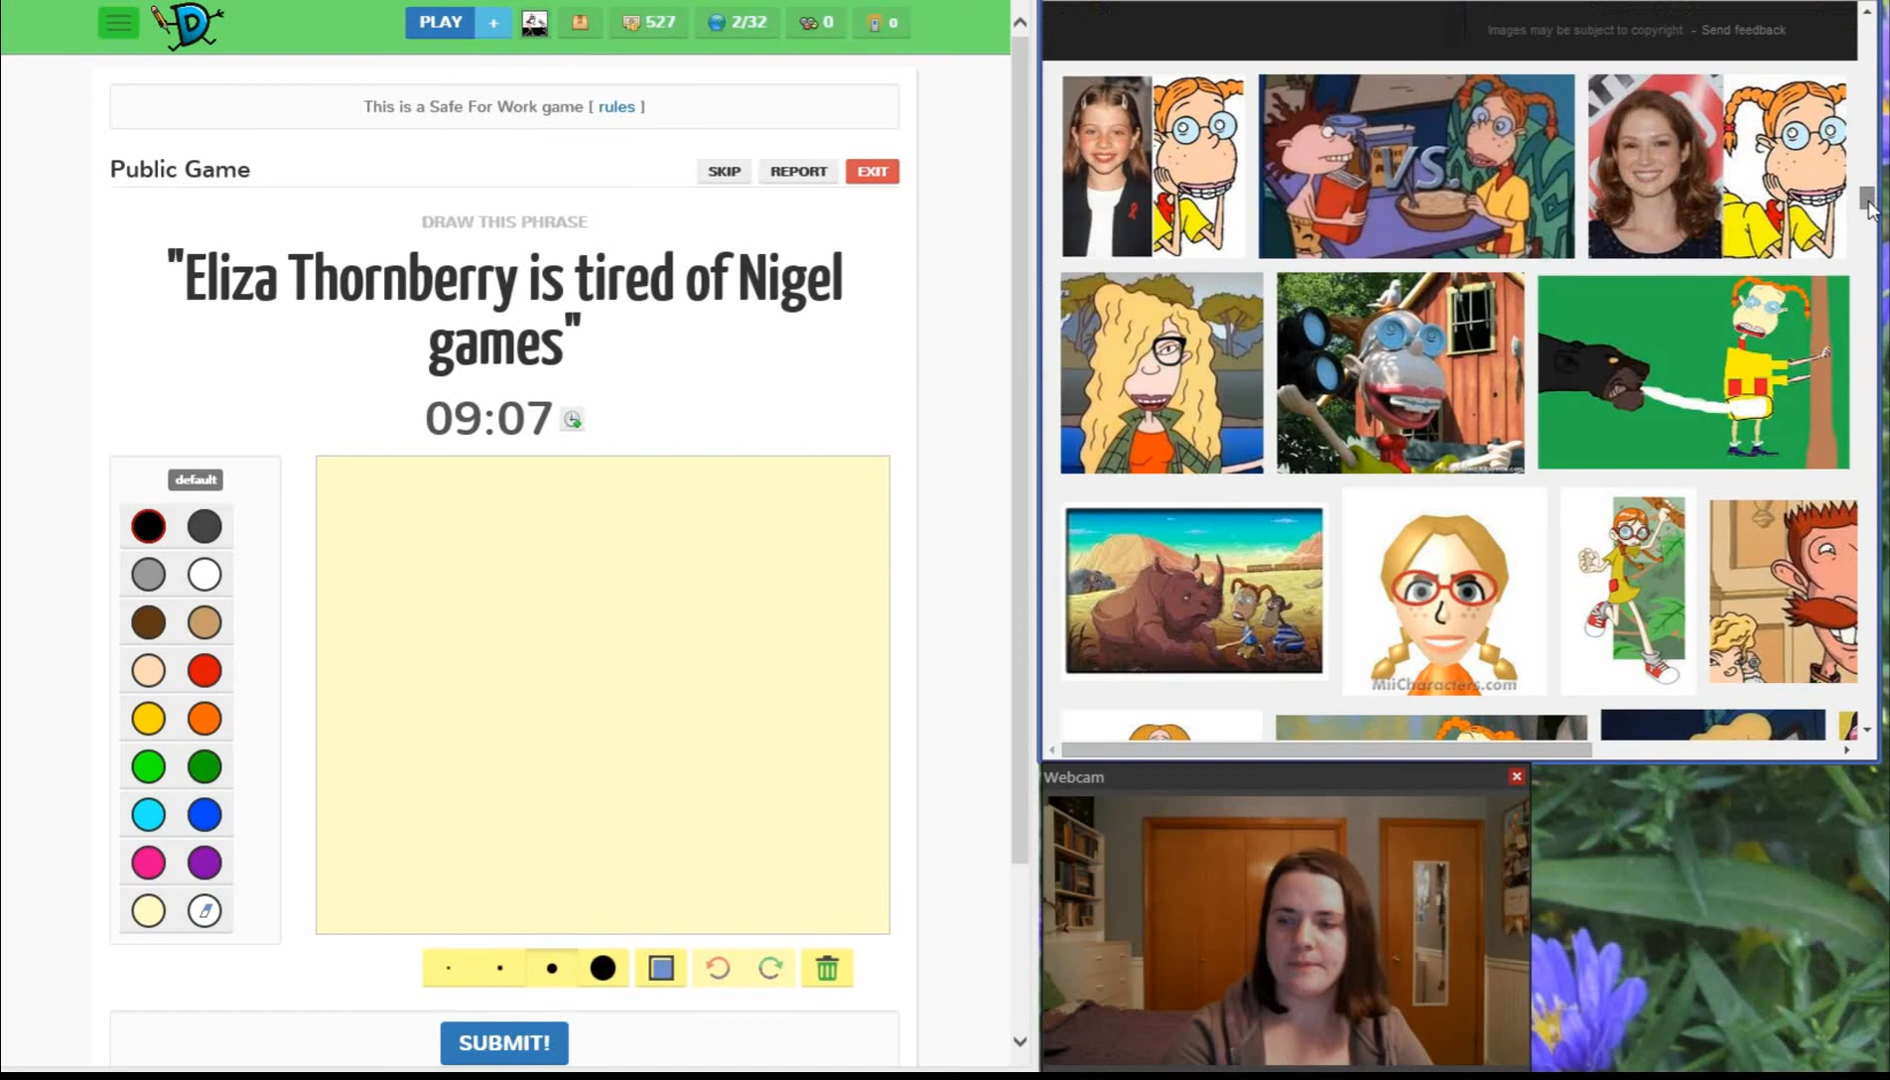 PLAY
+
527
2/32
0
0
This is a Safe For Work game [ rules ]
Public Game
SKIP
REPORT
EXIT
DRAW THIS PHRASE
"Eliza Thornberry is tired of Nigel
games"
09:07
default
SUBMIT!
Images may be subject to copyright - Send feedback
VS.
MiiCharacters.com
Webcam